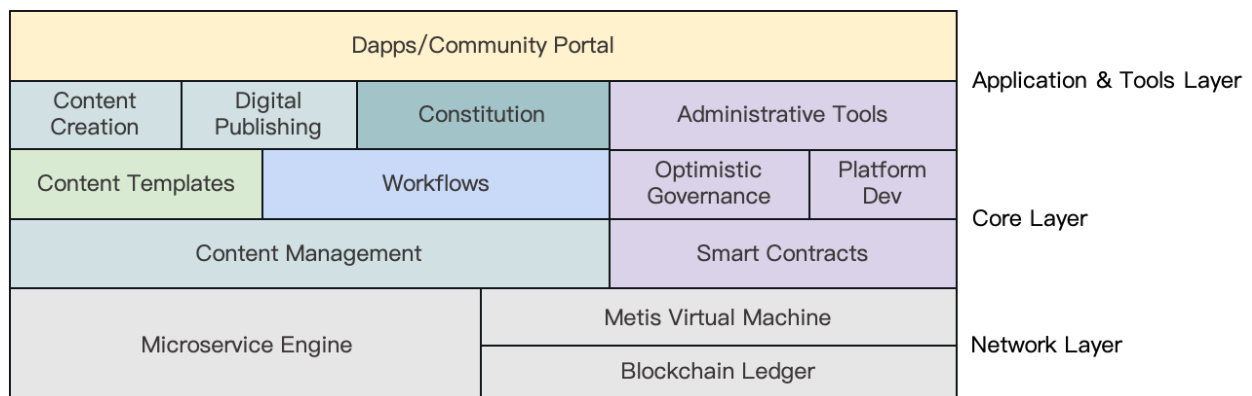 Dapps/Community Portal
Application & Tools Layer
Content
Creation
Digital
Publishing
Constitution
Administrative Tools
Content Templates
Workflows
Optimistic
Governance
Platform
Dev
Core Layer
Content Management
Smart Contracts
Microservice Engine
Metis Virtual Machine
Blockchain Ledger
Network Layer